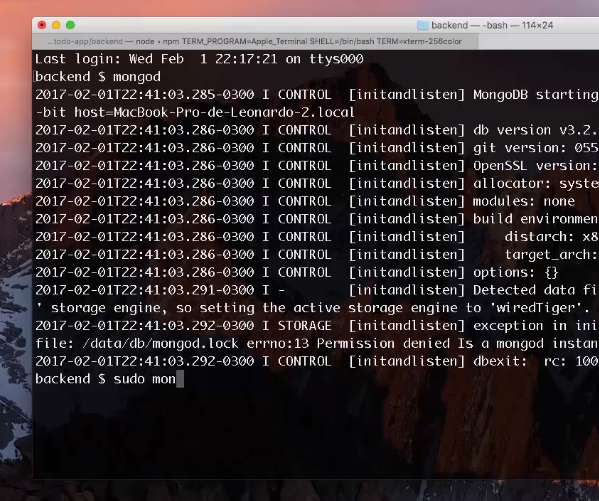 backend — -bash — 114×24
...todo-app/backend — node • npm TERM_PROGRAM=Apple_Terminal SHELL=/bin/bash TERM=xterm-256color
Last login: Wed Feb  1 22:17:21 on ttys000
backend $ mongod
2017-02-01T22:41:03.285-0300 I CONTROL  [initandlisten] MongoDB starting
-bit host=MacBook-Pro-de-Leonardo-2.local
2017-02-01T22:41:03.286-0300 I CONTROL  [initandlisten] db version v3.2.
2017-02-01T22:41:03.286-0300 I CONTROL  [initandlisten] git version: 055
2017-02-01T22:41:03.286-0300 I CONTROL  [initandlisten] OpenSSL version:
2017-02-01T22:41:03.286-0300 I CONTROL  [initandlisten] allocator: syste
2017-02-01T22:41:03.286-0300 I CONTROL  [initandlisten] modules: none
2017-02-01T22:41:03.286-0300 I CONTROL  [initandlisten] build environmen
2017-02-01T22:41:03.286-0300 I CONTROL  [initandlisten]     distarch: x8
2017-02-01T22:41:03.286-0300 I CONTROL  [initandlisten]     target_arch:
2017-02-01T22:41:03.286-0300 I CONTROL  [initandlisten] options: {}
2017-02-01T22:41:03.291-0300 I -        [initandlisten] Detected data fi
' storage engine, so setting the active storage engine to 'wiredTiger'.
2017-02-01T22:41:03.292-0300 I STORAGE  [initandlisten] exception in ini
file: /data/db/mongod.lock errno:13 Permission denied Is a mongod instan
2017-02-01T22:41:03.292-0300 I CONTROL  [initandlisten] dbexit:  rc: 100
backend $ sudo mon